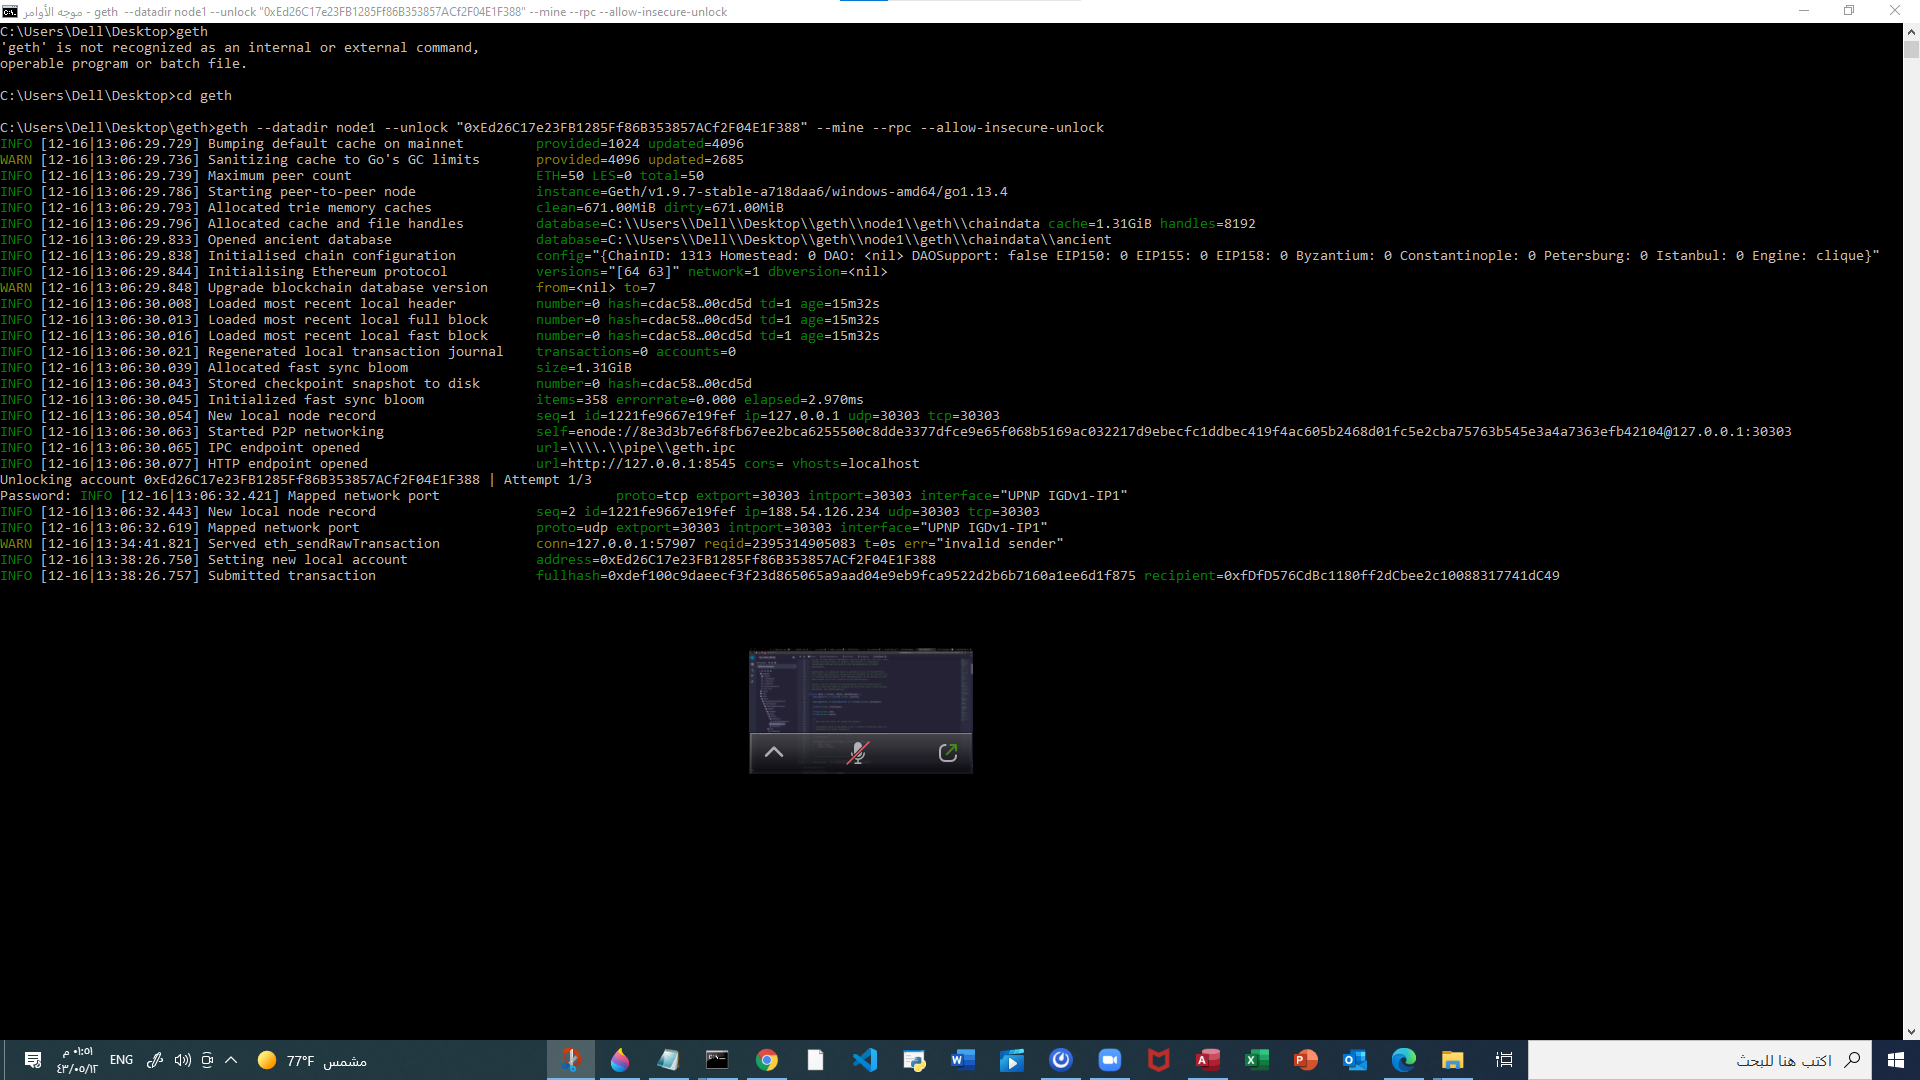 موجه الأوامر - geth --datadir node1 --unlock "0xEd26C17e23FB1285Ff86B353857ACf2F04E1F388" --mine --rpc --allow-insecure-unlock
C:\Users\Dell\Desktop>geth
'geth' is not recognized as an internal or external command,
operable program or batch file.
C:\Users\Dell\Desktop>cd geth
C:\Users\Dell\Desktop\geth>geth --datadir node1 --unlock "0xEd26C17e23FB1285Ff86B353857ACf2F04E1F388" --mine --rpc --allow-insecure-unlock
INFO [12-16|13:06:29.729] Bumping default cache on mainnet provided=1024 updated=4096
WARN [12-16|13:06:29.736] Sanitizing cache to Go's GC limits provided=4096 updated=2685
INFO [12-16|13:06:29.739] Maximum peer count ETH=50 LES=0 total=50
INFO [12-16|13:06:29.786] Starting peer-to-peer node instance=Geth/v1.9.7-stable-a718daa6/windows-amd64/go1.13.4
INFO [12-16|13:06:29.793] Allocated trie memory caches clean=671.00MiB dirty=671.00MiB
INFO [12-16|13:06:29.796] Allocated cache and file handles database=C:\\Users\\Dell\\Desktop\\geth\\node1\\geth\\chaindata cache=1.31GiB handles=8192
INFO [12-16|13:06:29.833] Opened ancient database database=C:\\Users\\Dell\\Desktop\\geth\\node1\\geth\\chaindata\\ancient
INFO [12-16|13:06:29.838] Initialised chain configuration config="{ChainID: 1313 Homestead: 0 DAO: <nil> DAOSupport: false EIP150: 0 EIP155: 0 EIP158: 0 Byzantium: 0 Constantinople: 0 Petersburg: 0 Istanbul: 0 Engine: clique}"
INFO [12-16|13:06:29.844] Initialising Ethereum protocol versions="[64 63]" network=1 dbversion=<nil>
WARN [12-16|13:06:29.848] Upgrade blockchain database version from=<nil> to=7
INFO [12-16|13:06:30.008] Loaded most recent local header number=0 hash=cdac58…00cd5d td=1 age=15m32s
INFO [12-16|13:06:30.013] Loaded most recent local full block number=0 hash=cdac58…00cd5d td=1 age=15m32s
INFO [12-16|13:06:30.016] Loaded most recent local fast block number=0 hash=cdac58…00cd5d td=1 age=15m32s
INFO [12-16|13:06:30.021] Regenerated local transaction journal transactions=0 accounts=0
INFO [12-16|13:06:30.039] Allocated fast sync bloom size=1.31GiB
INFO [12-16|13:06:30.043] Stored checkpoint snapshot to disk number=0 hash=cdac58…00cd5d
INFO [12-16|13:06:30.045] Initialized fast sync bloom items=358 errorrate=0.000 elapsed=2.970ms
INFO [12-16|13:06:30.054] New local node record seq=1 id=1221fe9667e19fef ip=127.0.0.1 udp=30303 tcp=30303
INFO [12-16|13:06:30.063] Started P2P networking self=enode://8e3d3b7e6f8fb67ee2bca6255500c8dde3377dfce9e65f068b5169ac032217d9ebecfc1ddbec419f4ac605b2468d01fc5e2cba75763b545e3a4a7363efb42104@127.0.0.1:30303
INFO [12-16|13:06:30.065] IPC endpoint opened url=\\\\.\\pipe\\geth.ipc
INFO [12-16|13:06:30.077] HTTP endpoint opened url=http://127.0.0.1:8545 cors= vhosts=localhost
Unlocking account 0xEd26C17e23FB1285Ff86B353857ACf2F04E1F388 | Attempt 1/3
Password: INFO [12-16|13:06:32.421] Mapped network port proto=tcp extport=30303 intport=30303 interface="UPNP IGDv1-IP1"
INFO [12-16|13:06:32.443] New local node record seq=2 id=1221fe9667e19fef ip=188.54.126.234 udp=30303 tcp=30303
INFO [12-16|13:06:32.619] Mapped network port proto=udp extport=30303 intport=30303 interface="UPNP IGDv1-IP1"
WARN [12-16|13:34:41.821] Served eth_sendRawTransaction conn=127.0.0.1:57907 reqid=2395314905083 t=0s err="invalid sender"
INFO [12-16|13:38:26.750] Setting new local account address=0xEd26C17e23FB1285Ff86B353857ACf2F04E1F388
INFO [12-16|13:38:26.757] Submitted transaction fullhash=0xdef100c9daeecf3f23d865065a9aad04e9eb9fca9522d2b6b7160a1ee6d1f875 recipient=0xfDfD576CdBc1180ff2dCbee2c10088317741dC49
٠١:٥١ م
٤٣/٠٥/١٢
ENG
77°F مشمس
اكتب هنا للبحث